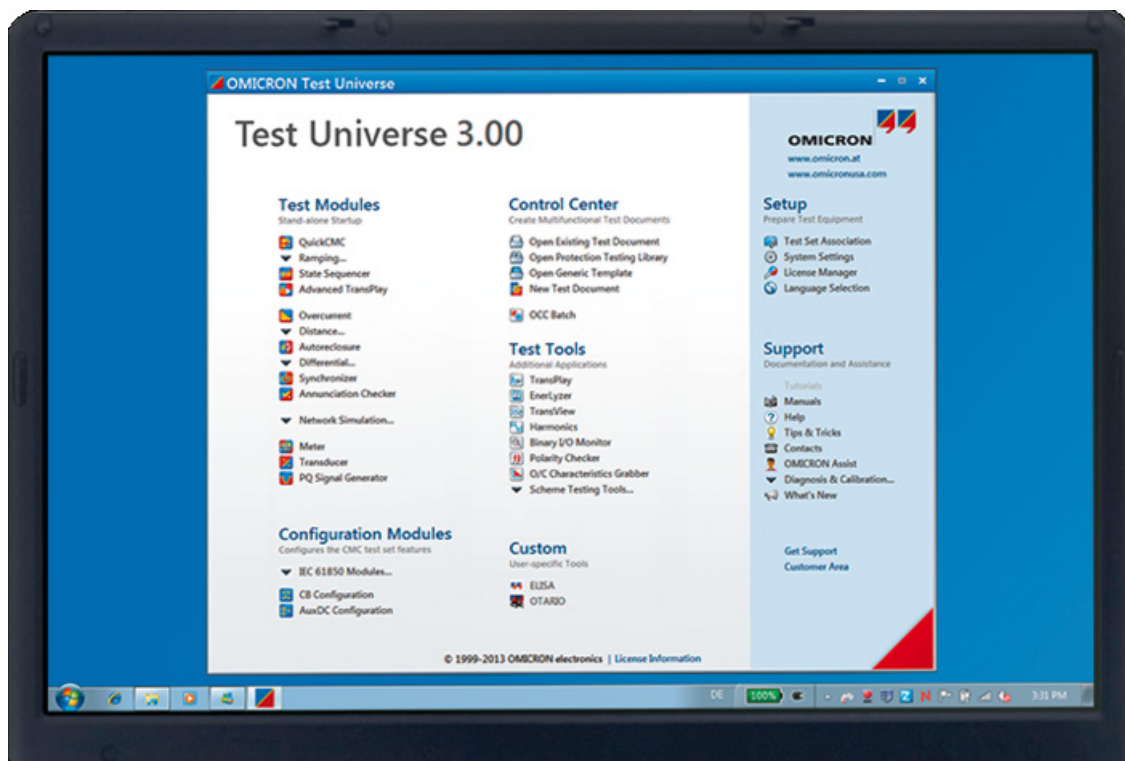 OMICRON Test Universe
Test Universe 3.00
OMICRON
www.omicron.at
www.omicronusa.com
Test Modules
Stand-alone Startup
QuickCMC
Ramping...
State Sequencer
Advanced TransPlay
Overcurrent
Distance...
Autoreclosure
Differential...
Synchronizer
Annunciation Checker
Network Simulation...
Meter
Transducer
PQ Signal Generator
Configuration Modules
Configures the CMC test set features
IEC 61850 Modules...
CB Configuration
AuxDC Configuration
Control Center
Create Multifunctional Test Documents
Open Existing Test Document
Open Protection Testing Library
Open Generic Template
New Test Document
OCC Batch
Test Tools
Additional Applications
TransPlay
EnerLyzer
TransView
Harmonics
Binary I/O Monitor
Polarity Checker
O/C Characteristics Grabber
Scheme Testing Tools...
Custom
User-specific Tools
ELISA
OTARIO
Setup
Prepare Test Equipment
Test Set Association
System Settings
License Manager
Language Selection
Support
Documentation and Assistance
Tutorials
Manuals
Help
Tips & Tricks
Contacts
OMICRON Assist
Diagnosis & Calibration...
What's New
Get Support
Customer Area
© 1999-2013 OMICRON electronics | License Information
DE
100%
Z
N
3:31 PM